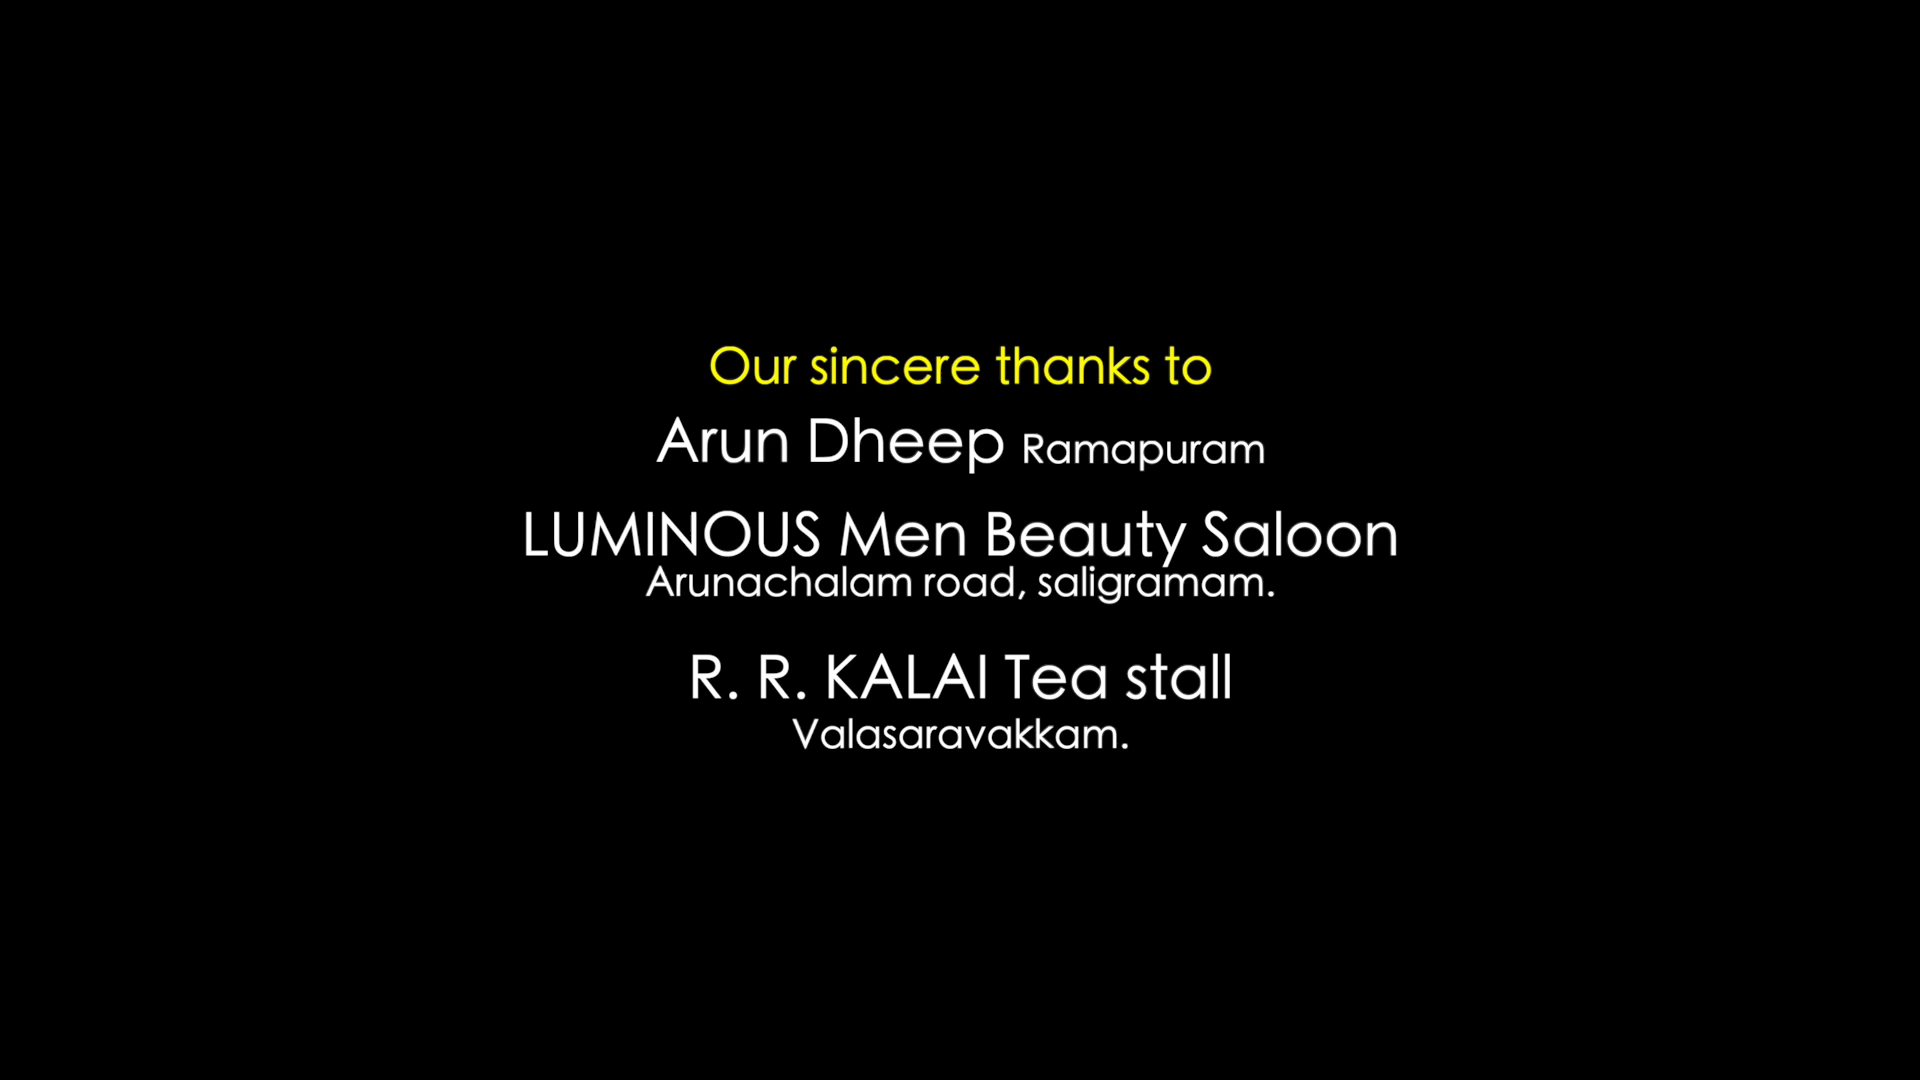 Our sincere thanks to
Arun Dheep Ramapuram
LUMINOUS Men Beauty Saloon
Arunachalam road, saligramam.
R. R. KALAI Tea stall
Valasaravakkam.